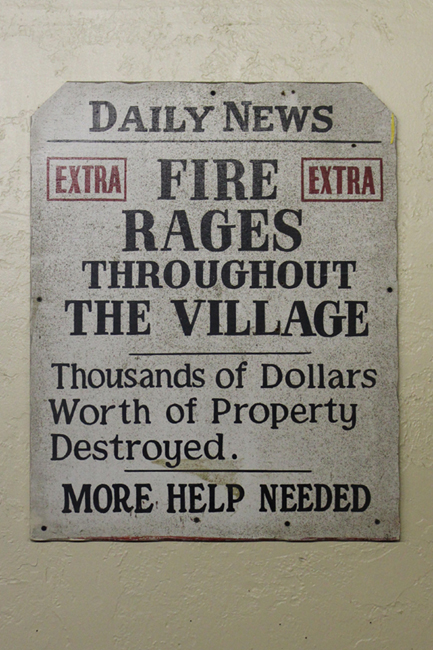 DAILY NEWS
EXTRA FIRE EXTRA
RAGES
THROUGHOUT
THE VILLAGE
Thousands of Dollars
Worth of Property
Destroyed.
MORE HELP NEEDED